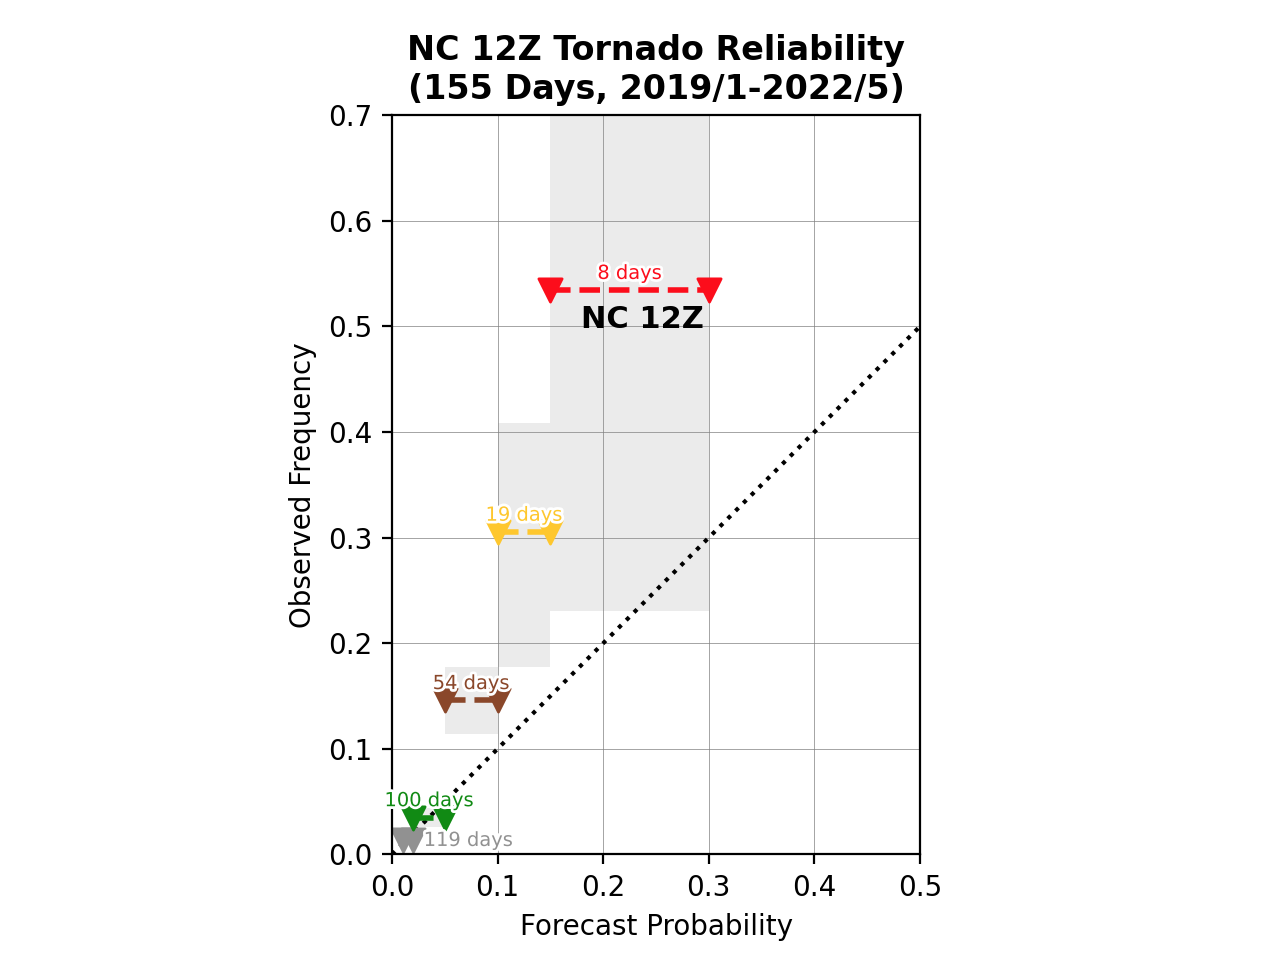 NC 12Z Tornado Reliability
(155 Days, 2019/1-2022/5)
0.7
0.6
8 days
NC 12Z
0.5
Observed Frequency
0.4
19 days
0.3
0.2
54 days
0.1
100 days
119 days
0.0
0.0 0.1 0.2 0.3 0.4 0.5
Forecast Probability